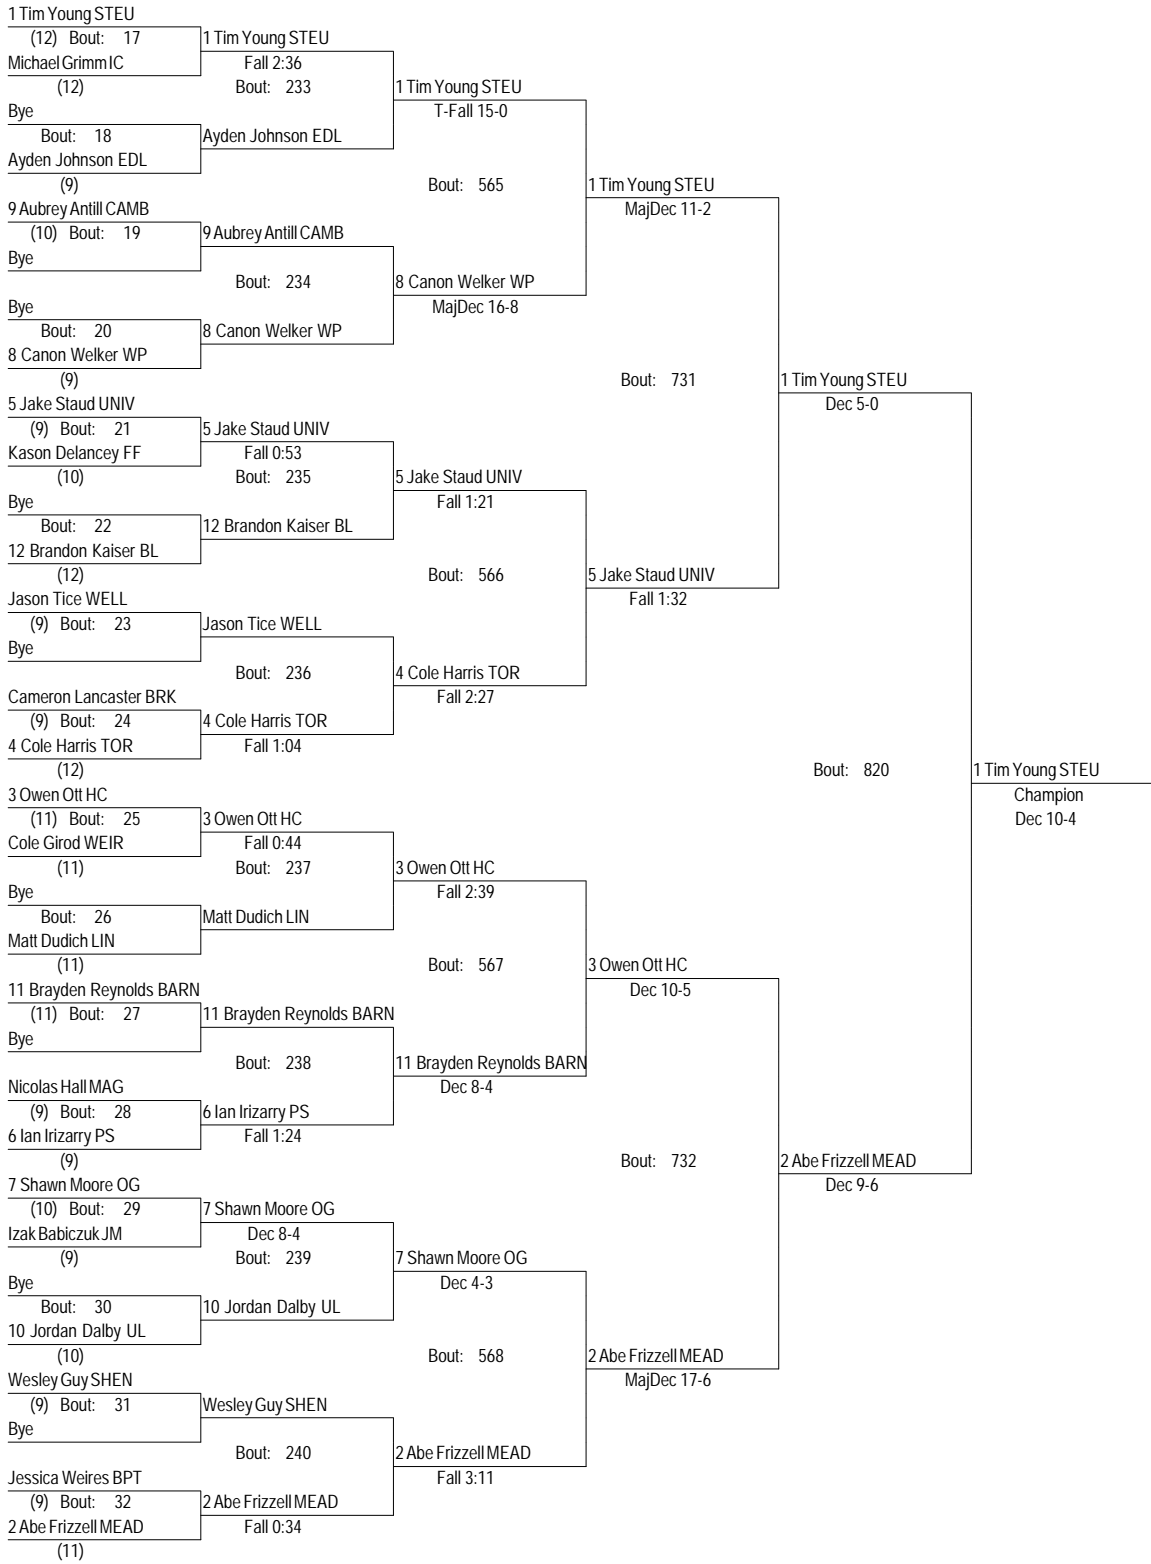 1 Tim Young STEU
(12) Bout: 17
1 Tim Young STEU
Michael Grimm IC
Fall 2:36
(12)
Bout: 233
1 Tim Young STEU
Bye
T-Fall 15-0
Bout: 18
Ayden Johnson EDL
Ayden Johnson EDL
(9)
Bout: 565
1 Tim Young STEU
9 Aubrey Antill CAMB
MajDec 11-2
(10) Bout: 19
9 Aubrey Antill CAMB
Bye
Bout: 234
8 Canon Welker WP
Bye
MajDec 16-8
Bout: 20
8 Canon Welker WP
8 Canon Welker WP
(9)
Bout: 731
1 Tim Young STEU
5 Jake Staud UNIV
Dec 5-0
(9) Bout: 21
5 Jake Staud UNIV
Kason Delancey FF
Fall 0:53
(10)
Bout: 235
5 Jake Staud UNIV
Bye
Fall 1:21
Bout: 22
12 Brandon Kaiser BL
12 Brandon Kaiser BL
(12)
Bout: 566
5 Jake Staud UNIV
Jason Tice WELL
Fall 1:32
(9) Bout: 23
Jason Tice WELL
Bye
Bout: 236
4 Cole Harris TOR
Cameron Lancaster BRK
Fall 2:27
(9) Bout: 24
4 Cole Harris TOR
4 Cole Harris TOR
Fall 1:04
(12)
Bout: 820
1 Tim Young STEU
3 Owen Ott HC
Champion
(11) Bout: 25
3 Owen Ott HC
Dec 10-4
Cole Girod WEIR
Fall 0:44
(11)
Bout: 237
3 Owen Ott HC
Bye
Fall 2:39
Bout: 26
Matt Dudich LIN
Matt Dudich LIN
(11)
Bout: 567
3 Owen Ott HC
11 Brayden Reynolds BARN
Dec 10-5
(11) Bout: 27
11 Brayden Reynolds BARN
Bye
Bout: 238
11 Brayden Reynolds BARN
Nicolas Hall MAG
Dec 8-4
(9) Bout: 28
6 Ian Irizarry PS
6 Ian Irizarry PS
Fall 1:24
(9)
Bout: 732
2 Abe Frizzell MEAD
7 Shawn Moore OG
Dec 9-6
(10) Bout: 29
7 Shawn Moore OG
Izak Babiczuk JM
Dec 8-4
(9)
Bout: 239
7 Shawn Moore OG
Bye
Dec 4-3
Bout: 30
10 Jordan Dalby UL
10 Jordan Dalby UL
(10)
Bout: 568
2 Abe Frizzell MEAD
Wesley Guy SHEN
MajDec 17-6
(9) Bout: 31
Wesley Guy SHEN
Bye
Bout: 240
2 Abe Frizzell MEAD
Jessica Weires BPT
Fall 3:11
(9) Bout: 32
2 Abe Frizzell MEAD
2 Abe Frizzell MEAD
Fall 0:34
(11)